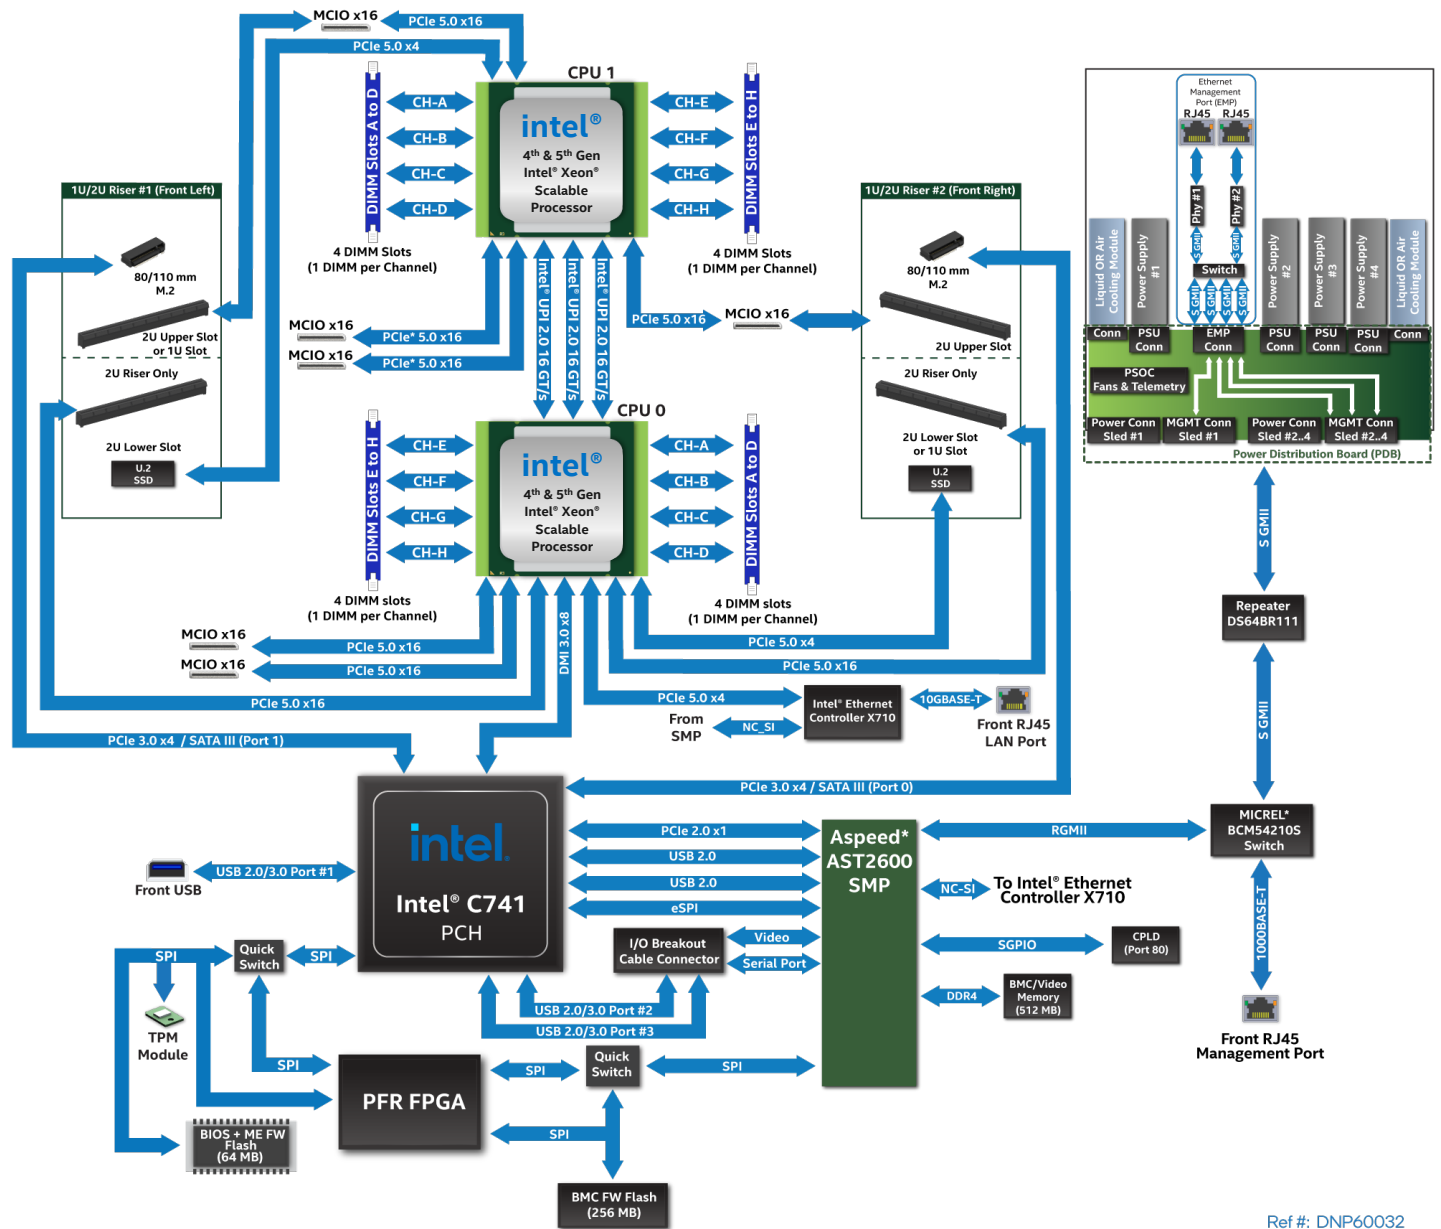 MCIO x16
PCIe 5.0 x16
PCIe 5.0 x4
CPU 1
DIMM Slots A to D
CH-A
CH-B
CH-C
CH-D
intel®
4th & 5th Gen
Intel® Xeon®
Scalable
Processor
CH-E
CH-F
CH-G
CH-H
DIMM Slots E to H
4 DIMM Slots
(1 DIMM per Channel)
4 DIMM Slots
(1 DIMM per Channel)
1U/2U Riser #1 (Front Left)
80/110 mm
M.2
2U Upper Slot
or 1U Slot
2U Riser Only
2U Lower Slot
U.2
SSD
MCIO x16
PCIe* 5.0 x16
MCIO x16
PCIe* 5.0 x16
Intel® UPI 2.0 16 GT/s
Intel® UPI 2.0 16 GT/s
Intel® UPI 2.0 16 GT/s
PCIe 5.0 x16
MCIO x16
1U/2U Riser #2 (Front Right)
80/110 mm
M.2
2U Upper Slot
2U Riser Only
2U Lower Slot
or 1U Slot
U.2
SSD
CPU 0
DIMM Slots E to H
CH-E
CH-F
CH-G
CH-H
intel®
4th & 5th Gen
Intel® Xeon®
Scalable
Processor
CH-A
CH-B
CH-C
CH-D
DIMM Slots A to D
4 DIMM slots
(1 DIMM per Channel)
4 DIMM slots
(1 DIMM per Channel)
MCIO x16
PCIe 5.0 x16
MCIO x16
PCIe 5.0 x16
PCIe 5.0 x16
DMI 3.0 x8
PCIe 5.0 x4
PCIe 5.0 x16
PCIe 5.0 x4
Intel® Ethernet
Controller X710
10GBASE-T
Front RJ45
LAN Port
From
SMP
NC_SI
PCIe 3.0 x4 / SATA III (Port 1)
PCIe 3.0 x4 / SATA III (Port 0)
intel.
Intel® C741
PCH
Front USB
USB 2.0/3.0 Port #1
PCIe 2.0 x1
USB 2.0
USB 2.0
eSPI
Aspeed*
AST2600
SMP
RGMII
NC-SI
To Intel® Ethernet
Controller X710
SGPIO
CPLD
(Port 80)
DDR4
BMC/Video
Memory
(512 MB)
I/O Breakout
Cable Connector
Video
Serial Port
USB 2.0/3.0 Port #2
USB 2.0/3.0 Port #3
SPI
Quick
Switch
SPI
TPM
Module
SPI
PFR FPGA
SPI
Quick
Switch
SPI
SPI
BIOS + ME FW
Flash
(64 MB)
BMC FW Flash
(256 MB)
Ethernet
Management
Port (EMP)
RJ45
RJ45
Phy #1
Phy #2
S GMII
S GMII
Switch
S GMII
S GMII
S GMII
S GMII
Liquid OR Air
Cooling Module
Power Supply
#1
Power Supply
#2
Power Supply
#3
Power Supply
#4
Liquid OR Air
Cooling Module
Conn
PSU
Conn
EMP
Conn
PSU
Conn
PSU
Conn
PSU
Conn
Conn
PSOC
Fans & Telemetry
Power Conn
Sled #1
MGMT Conn
Sled #1
Power Conn
Sled #2..4
MGMT Conn
Sled #2..4
Power Distribution Board (PDB)
S GMII
Repeater
DS64BR111
S GMII
MICREL*
BCM54210S
Switch
1000BASE-T
Front RJ45
Management Port
Ref #: DNP60032